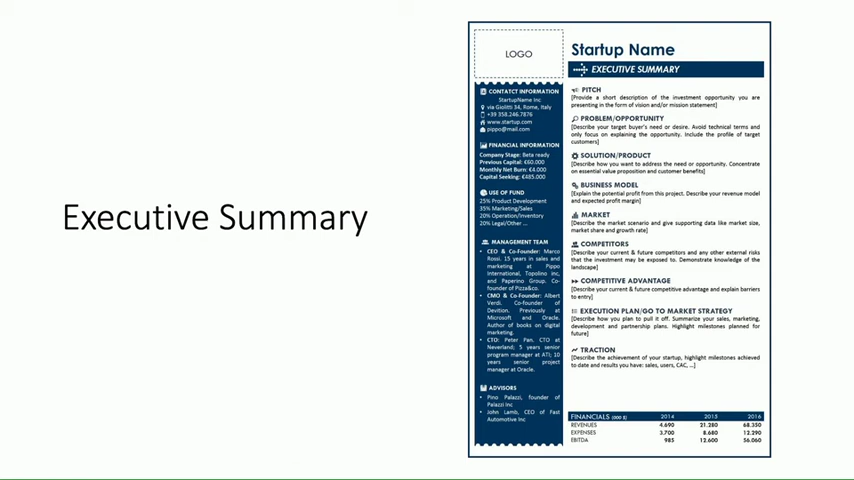 Executive Summary
LOGO
CONTATCT INFORMATION
StartupName Inc
via Giolitti 34, Rome, Italy
+39 358.246.7876
www.startup.com
pippo@mail.com
FINANCIAL INFORMATION
Company Stage: Beta ready
Previous Capital: €60.000
Monthly Net Burn: €4.000
Capital Seeking: €485.000
USE OF FUND
25% Product Development
35% Marketing/Sales
20% Operation/Inventory
20% Legal/Other ...
MANAGEMENT TEAM
• CEO & Co-Founder: Marco
Rossi. 15 years in sales and
marketing at Pippo
International, Topolino inc,
and Paperino Group. Co-
founder of Pizza&co.
• CMO & Co-Founder: Albert
Verdi. Co-founder of
Devition. Previously at
Microsoft and Oracle.
Author of books on digital
marketing.
• CTO: Peter Pan. CTO at
Neverland; 5 years senior
program manager at ATI; 10
years senior project
manager at Oracle.
ADVISORS
• Pino Palazzi, founder of
Palazzi Inc
• John Lamb, CEO of Fast
Automotive Inc
Startup Name
EXECUTIVE SUMMARY
PITCH
[Provide a short description of the investment opportunity you are
presenting in the form of vision and/or mission statement]
PROBLEM/OPPORTUNITY
[Describe your target buyer's need or desire. Avoid technical terms and
only focus on explaining the opportunity. Include the profile of target
customers]
SOLUTION/PRODUCT
[Describe how you want to address the need or opportunity. Concentrate
on essential value proposition and customer benefits]
BUSINESS MODEL
[Explain the potential profit from this project. Describe your revenue model
and expected profit margin]
MARKET
[Describe the market scenario and give supporting data like market size,
market share and growth rate]
COMPETITORS
[Describe your current & future competitors and any other external risks
that the investment may be exposed to. Demonstrate knowledge of the
landscape]
COMPETITIVE ADVANTAGE
[Describe your current & future competitive advantage and explain barriers
to entry]
EXECUTION PLAN/GO TO MARKET STRATEGY
[Describe how you plan to pull it off. Summarize your sales, marketing,
development and partnership plans. Highlight milestones planned for
future]
TRACTION
[Describe the achievement of your startup, highlight milestones achieved
to date and results you have: sales, users, CAC, ...]
FINANCIALS (000 $) 2014 2015 2016
REVENUES 4.690 21.280 68.350
EXPENSES 3.700 8.680 12.290
EBITDA 985 12.600 56.060